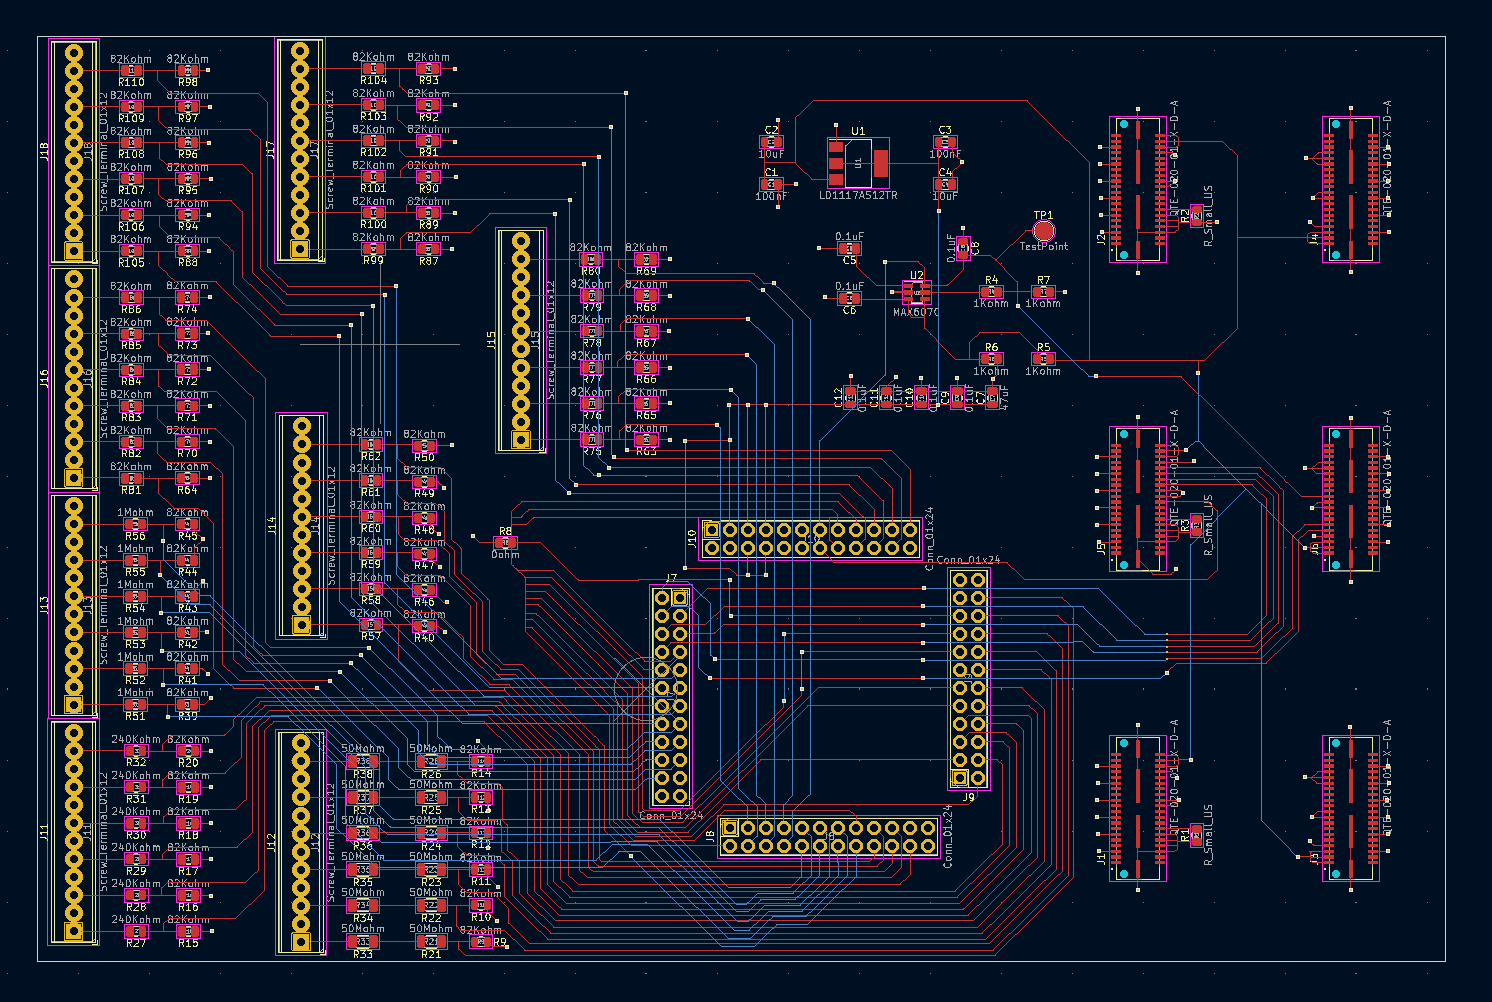 J18
J18
Screw_Terminal_01x12
82Kohm
82Kohm
R110
R98
82Kohm
82Kohm
R109
R97
82Kohm
82Kohm
R108
R96
82Kohm
82Kohm
R107
R95
82Kohm
82Kohm
R106
R94
82Kohm
82Kohm
R105
R88
J17
J17
Screw_Terminal_01x12
82Kohm
82Kohm
R104
R93
82Kohm
82Kohm
R103
R92
82Kohm
82Kohm
R102
R91
82Kohm
82Kohm
R101
R90
82Kohm
82Kohm
R100
R89
82Kohm
82Kohm
R99
R87
J16
J16
Screw_Terminal_01x12
82Kohm
82Kohm
R86
R74
82Kohm
82Kohm
R85
R73
82Kohm
82Kohm
R84
R72
82Kohm
82Kohm
R83
R71
82Kohm
82Kohm
R82
R70
82Kohm
82Kohm
R81
R64
J15
J15
Screw_Terminal_01x12
82Kohm
82Kohm
R80
R69
82Kohm
82Kohm
R79
R68
82Kohm
82Kohm
R78
R67
82Kohm
82Kohm
R77
R66
82Kohm
82Kohm
R76
R65
82Kohm
82Kohm
R75
R63
J14
J14
Screw_Terminal_01x12
82Kohm
82Kohm
R62
R50
82Kohm
82Kohm
R61
R49
82Kohm
82Kohm
R60
R48
82Kohm
82Kohm
R59
R47
82Kohm
82Kohm
R58
R46
82Kohm
82Kohm
R57
R40
J13
J13
Screw_Terminal_01x12
1Mohm
82Kohm
R56
R45
1Mohm
82Kohm
R55
R44
1Mohm
82Kohm
R54
R43
1Mohm
82Kohm
R53
R42
1Mohm
82Kohm
R52
R41
1Mohm
82Kohm
R51
R39
J11
J11
Screw_Terminal_01x12
240Kohm
82Kohm
R32
R20
240Kohm
82Kohm
R31
R19
240Kohm
82Kohm
R30
R18
240Kohm
82Kohm
R29
R17
240Kohm
82Kohm
R28
R16
240Kohm
82Kohm
R27
R15
J12
J12
Screw_Terminal_01x12
50Mohm
50Mohm
82Kohm
R38
R26
R14
50Mohm
50Mohm
82Kohm
R37
R25
R13
50Mohm
50Mohm
82Kohm
R36
R24
R12
50Mohm
50Mohm
82Kohm
R35
R23
R11
50Mohm
50Mohm
82Kohm
R34
R22
R10
50Mohm
50Mohm
82Kohm
R33
R21
R9
R8
0ohm
C2
10uF
C1
100nF
U1
U1
LD1117AS12TR
C3
100nF
C4
10uF
TP1
TestPoint
0.1uF
C5
0.1uF
C6
0.1uF
C8
U2
MAX6070
R4
1Kohm
R7
1Kohm
R6
1Kohm
R5
1Kohm
C12
0.1uF
C11
0.1uF
C10
0.1uF
C9
0.1uF
C7
47uF
J10
Conn_01x24
J7
Conn_01x24
Conn_01x24
J9
J8
Conn_01x24
J2
QTE-020-01-X-D-A
R2
R_Small_US
J4
QTE-020-01-X-D-A
J5
QTE-020-01-X-D-A
R3
R_Small_US
J6
QTE-020-01-X-D-A
J1
QTE-020-01-X-D-A
R1
R_Small_US
J3
QTE-020-01-X-D-A